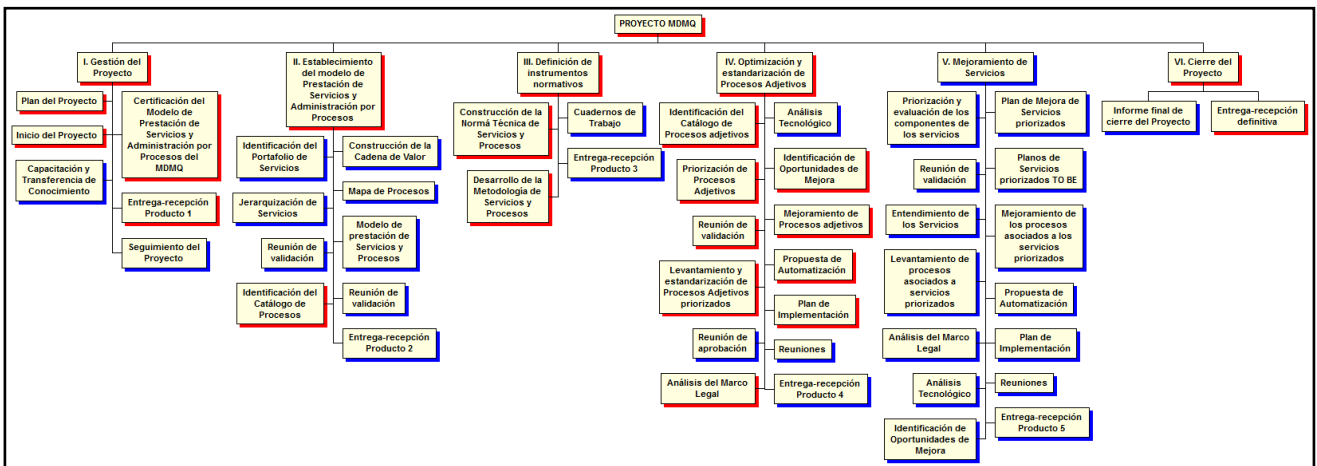 PROYECTO MDMQ
I. Gestión del
Proyecto
Plan del Proyecto
Certificación del
Modelo de
Prestación de
Servicios y
Administración por
Procesos del
MDMQ
Inicio del Proyecto
Capacitación y
Transferencia de
Conocimiento
Entrega-recepción
Producto 1
Seguimiento del
Proyecto
II. Establecimiento
del modelo de
Prestación de
Servicios y
Administración por
Procesos
Identificación del
Portafolio de
Servicios
Construcción de la
Cadena de Valor
Mapa de Procesos
Jerarquización de
Servicios
Modelo de
prestación de
Servicios y
Procesos
Reunión de
validación
Identificación del
Catálogo de
Procesos
Reunión de
validación
Entrega-recepción
Producto 2
III. Definición de
instrumentos
normativos
Construcción de la
Norma Técnica de
Servicios y
Procesos
Cuadernos de
Trabajo
Entrega-recepción
Producto 3
Desarrollo de la
Metodología de
Servicios y
Procesos
IV. Optimización y
estandarización de
Procesos Adjetivos
Identificación del
Catálogo de
Procesos adjetivos
Análisis
Tecnológico
Priorización de
Procesos
Adjetivos
Identificación de
Oportunidades de
Mejora
Reunión de
validación
Mejoramiento de
Procesos adjetivos
Levantamiento y
estandarización de
Procesos Adjetivos
priorizados
Propuesta de
Automatización
Plan de
Implementación
Reunión de
aprobación
Reuniones
Análisis del Marco
Legal
Entrega-recepción
Producto 4
V. Mejoramiento de
Servicios
Priorización y
evaluación de los
componentes de
los servicios
Plan de Mejora de
Servicios
priorizados
Reunión de
validación
Planos de
Servicios
priorizados TO BE
Entendimiento de
los Servicios
Mejoramiento de
los procesos
asociados a los
servicios
priorizados
Levantamiento de
procesos
asociados a
servicios
priorizados
Propuesta de
Automatización
Análisis del Marco
Legal
Plan de
Implementación
Análisis
Tecnológico
Reuniones
Identificación de
Oportunidades de
Mejora
Entrega-recepción
Producto 5
VI. Cierre del
Proyecto
Informe final de
cierre del Proyecto
Entrega-recepción
definitiva